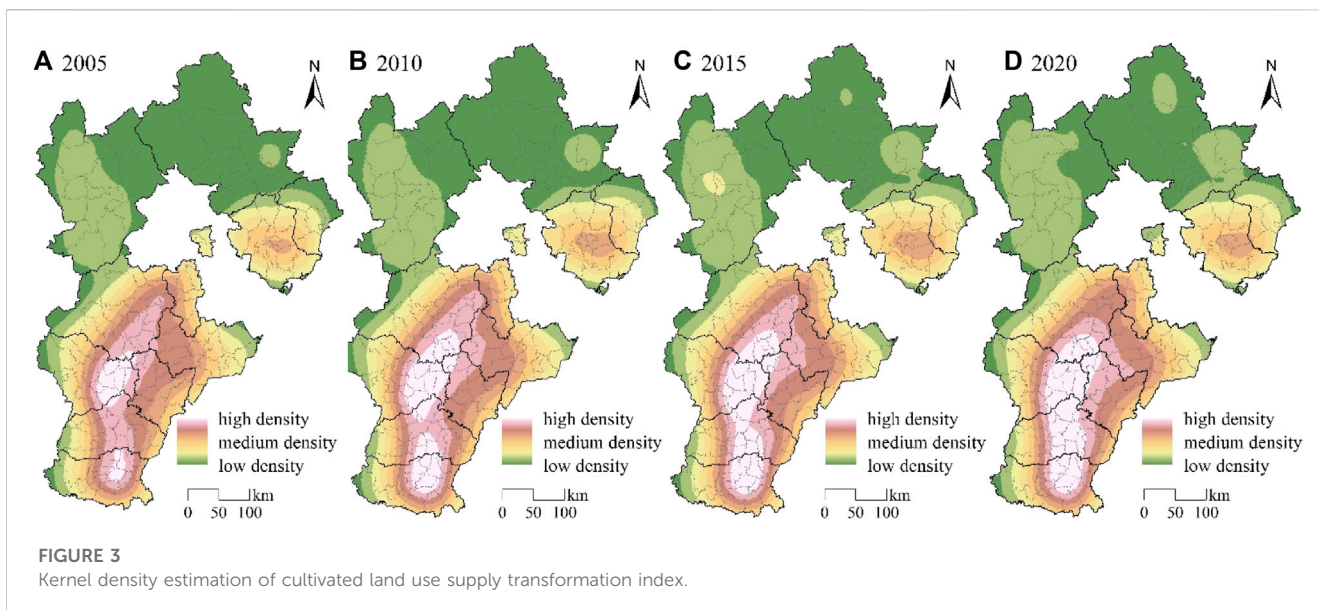 A 2005
N
B 2010
N
C 2015
N
D 2020
N
high density
medium density
low density
km
0 50 100
high density
medium density
low density
km
0 50 100
high density
medium density
low density
km
0 50 100
high density
medium density
low density
km
0 50 100
FIGURE 3
Kernel density estimation of cultivated land use supply transformation index.